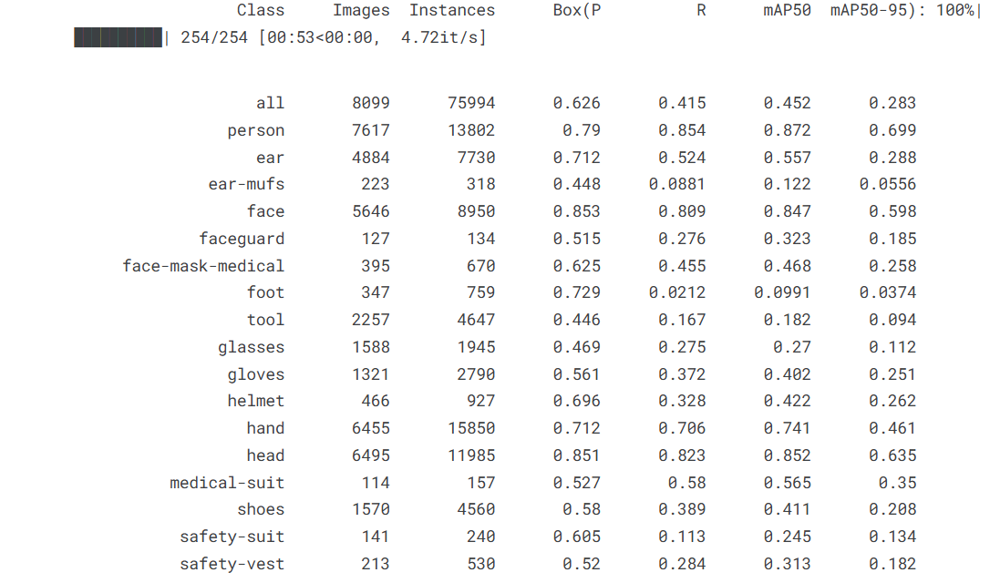 Class Images Instances Box(P R mAP50 mAP50-95): 100%|
██████████| 254/254 [00:53<00:00, 4.72it/s]
all 8099 75994 0.626 0.415 0.452 0.283
person 7617 13802 0.79 0.854 0.872 0.699
ear 4884 7730 0.712 0.524 0.557 0.288
ear-mufs 223 318 0.448 0.0881 0.122 0.0556
face 5646 8950 0.853 0.809 0.847 0.598
faceguard 127 134 0.515 0.276 0.323 0.185
face-mask-medical 395 670 0.625 0.455 0.468 0.258
foot 347 759 0.729 0.0212 0.0991 0.0374
tool 2257 4647 0.446 0.167 0.182 0.094
glasses 1588 1945 0.469 0.275 0.27 0.112
gloves 1321 2790 0.561 0.372 0.402 0.251
helmet 466 927 0.696 0.328 0.422 0.262
hand 6455 15850 0.712 0.706 0.741 0.461
head 6495 11985 0.851 0.823 0.852 0.635
medical-suit 114 157 0.527 0.58 0.565 0.35
shoes 1570 4560 0.58 0.389 0.411 0.208
safety-suit 141 240 0.605 0.113 0.245 0.134
safety-vest 213 530 0.52 0.284 0.313 0.182